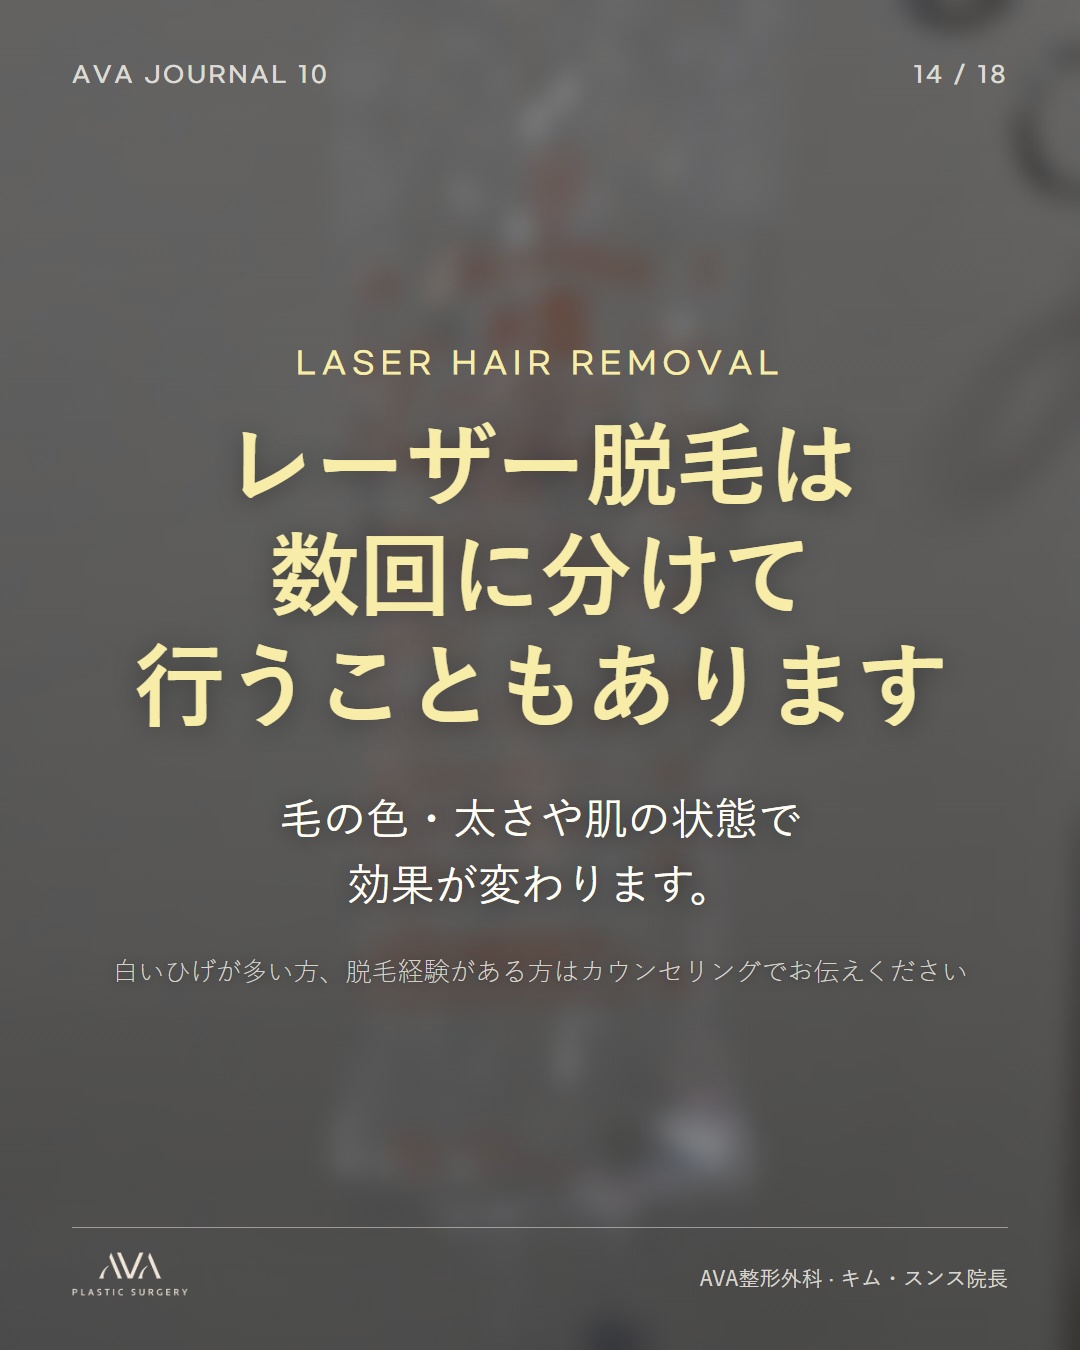 AVA JOURNAL 10
14 / 18
LASER HAIR REMOVAL
レーザー脱毛は
数回に分けて
行うこともあります
毛の色・太さや肌の状態で
効果が変わります。
白いひげが多い方、脱毛経験がある方はカウンセリングでお伝えください
AVA
PLASTIC SURGERY
AVA整形外科 · キム・スンス院長